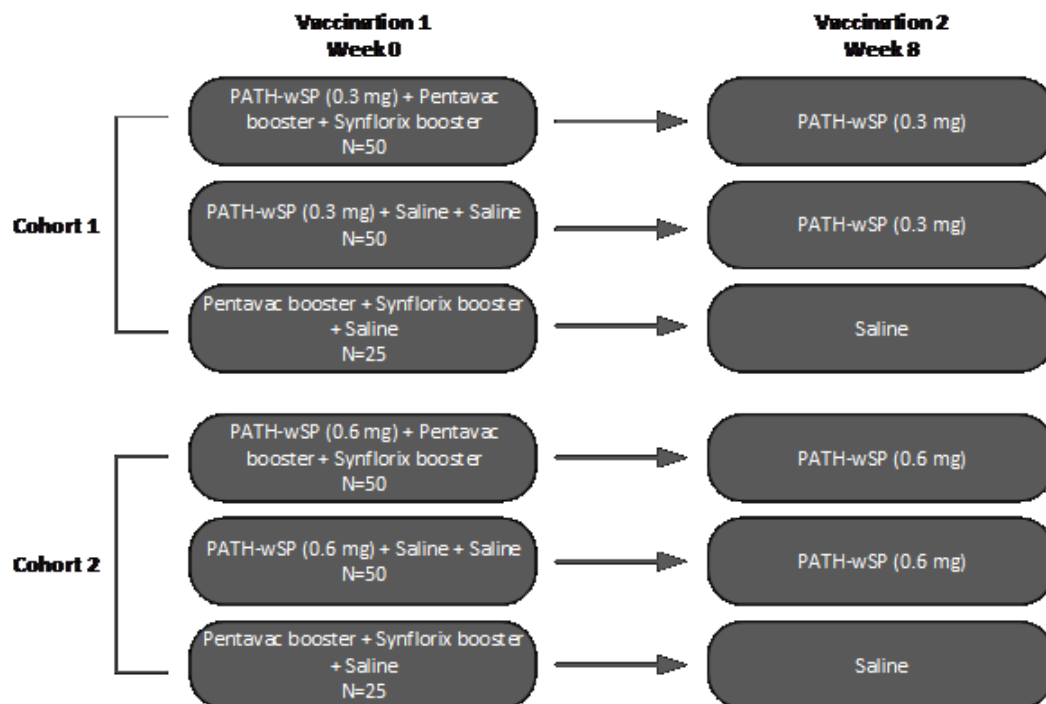 Vaccination 1
Week 0
Vaccination 2
Week 8
Cohort 1
PATH-wSP (0.3 mg) + Pentavac
booster + Synflorix booster
N=50
PATH-wSP (0.3 mg)
PATH-wSP (0.3 mg) + Saline + Saline
N=50
PATH-wSP (0.3 mg)
Pentavac booster + Synflorix booster
+ Saline
N=25
Saline
Cohort 2
PATH-wSP (0.6 mg) + Pentavac
booster + Synflorix booster
N=50
PATH-wSP (0.6 mg)
PATH-wSP (0.6 mg) + Saline + Saline
N=50
PATH-wSP (0.6 mg)
Pentavac booster + Synflorix booster
+ Saline
N=25
Saline